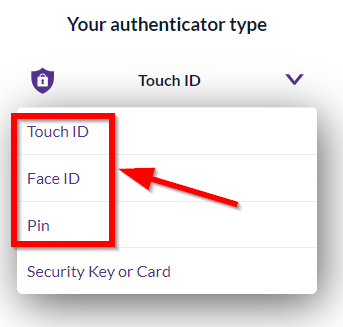 Your authenticator type
Touch ID
Touch ID
Face ID
Pin
Security Key or Card